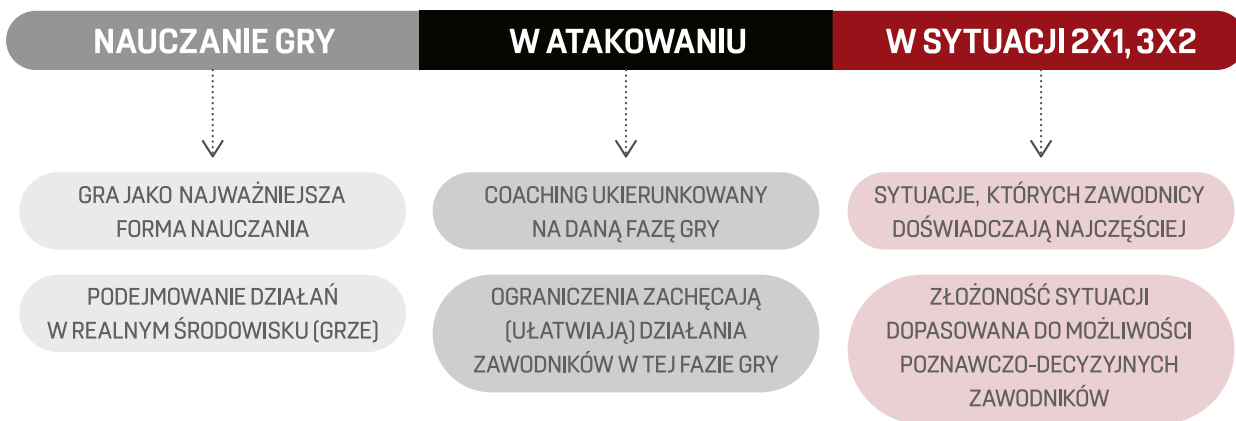 NAUCZANIE GRY
W ATAKOWANIU
W SYTUACJI 2X1, 3X2
GRA JAKO NAJWAŻNIEJSZA
FORMA NAUCZANIA
PODEJMOWANIE DZIAŁAŃ
W REALNYM ŚRODOWISKU (GRZE)
COACHING UKIERUNKOWANY
NA DANĄ FAZĘ GRY
OGRANICZENIA ZACHĘCAJĄ
(UŁATWIAJĄ) DZIAŁANIA
ZAWODNIKÓW W TEJ FAZIE GRY
SYTUACJE, KTÓRYCH ZAWODNICY
DOŚWIADCZAJĄ NAJCZĘŚCIEJ
ZŁOŻONOŚĆ SYTUACJI
DOPASOWANA DO MOŻLIWOŚCI
POZNAWCZO-DECYZYJNYCH
ZAWODNIKÓW